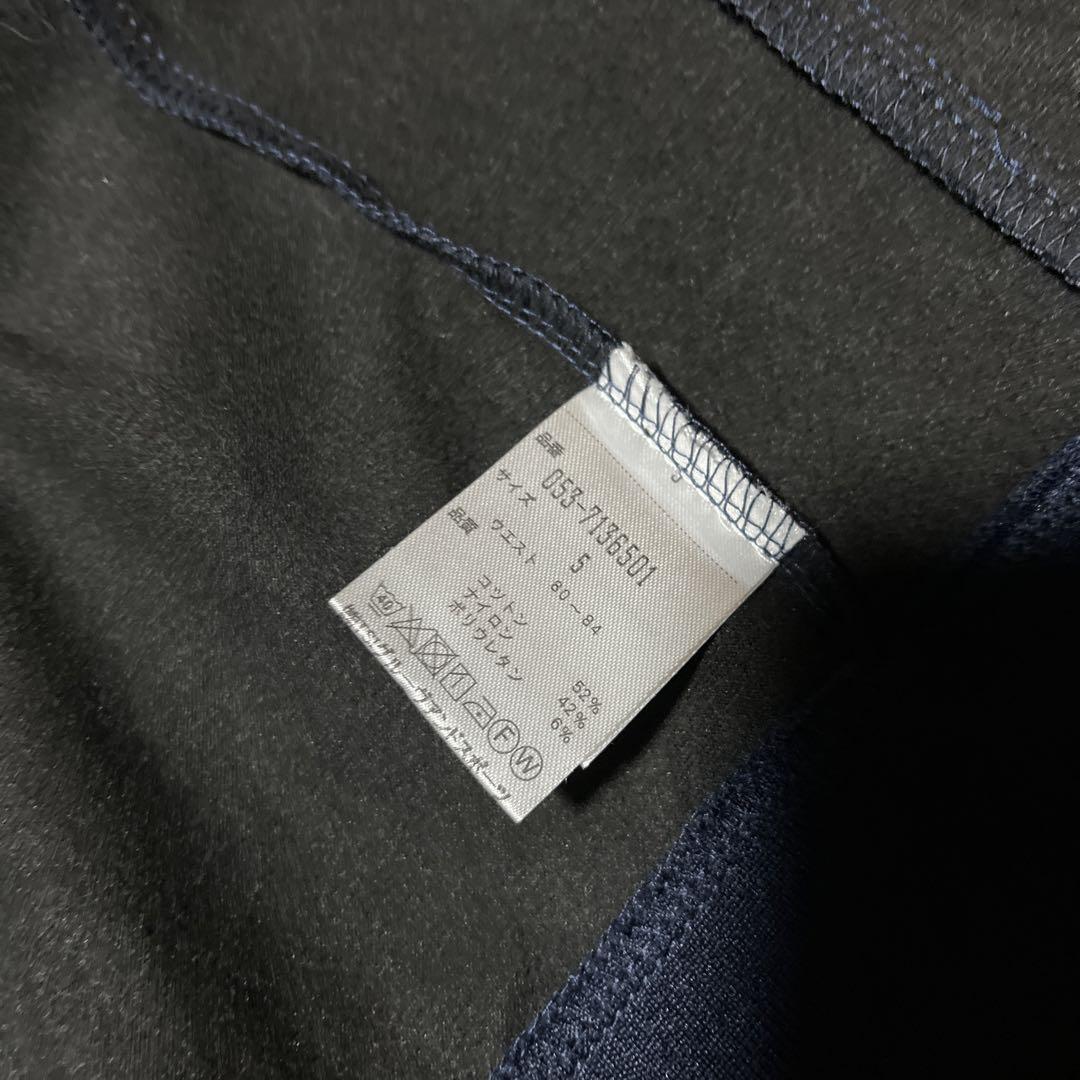 品番
053-7136501
サイズ 5
ウエスト 80〜84
品質
コットン 52%
ナイロン 42%
ポリウレタン 6%
40 F W